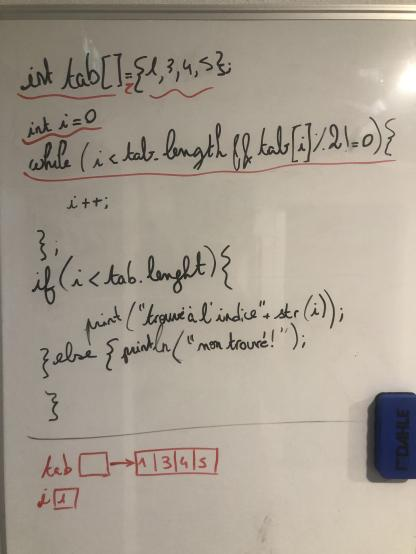 int tab[]={1,3,4,5};
int i=0
while (i<tab.length && tab[i]%2!=0){
i++;
};
if(i<tab.lenght){
print("trouvé à l'indice"+ str(i));
}else{println("non trouvé!");
}
tab → 1|3|4|5
i 1
DAHLE